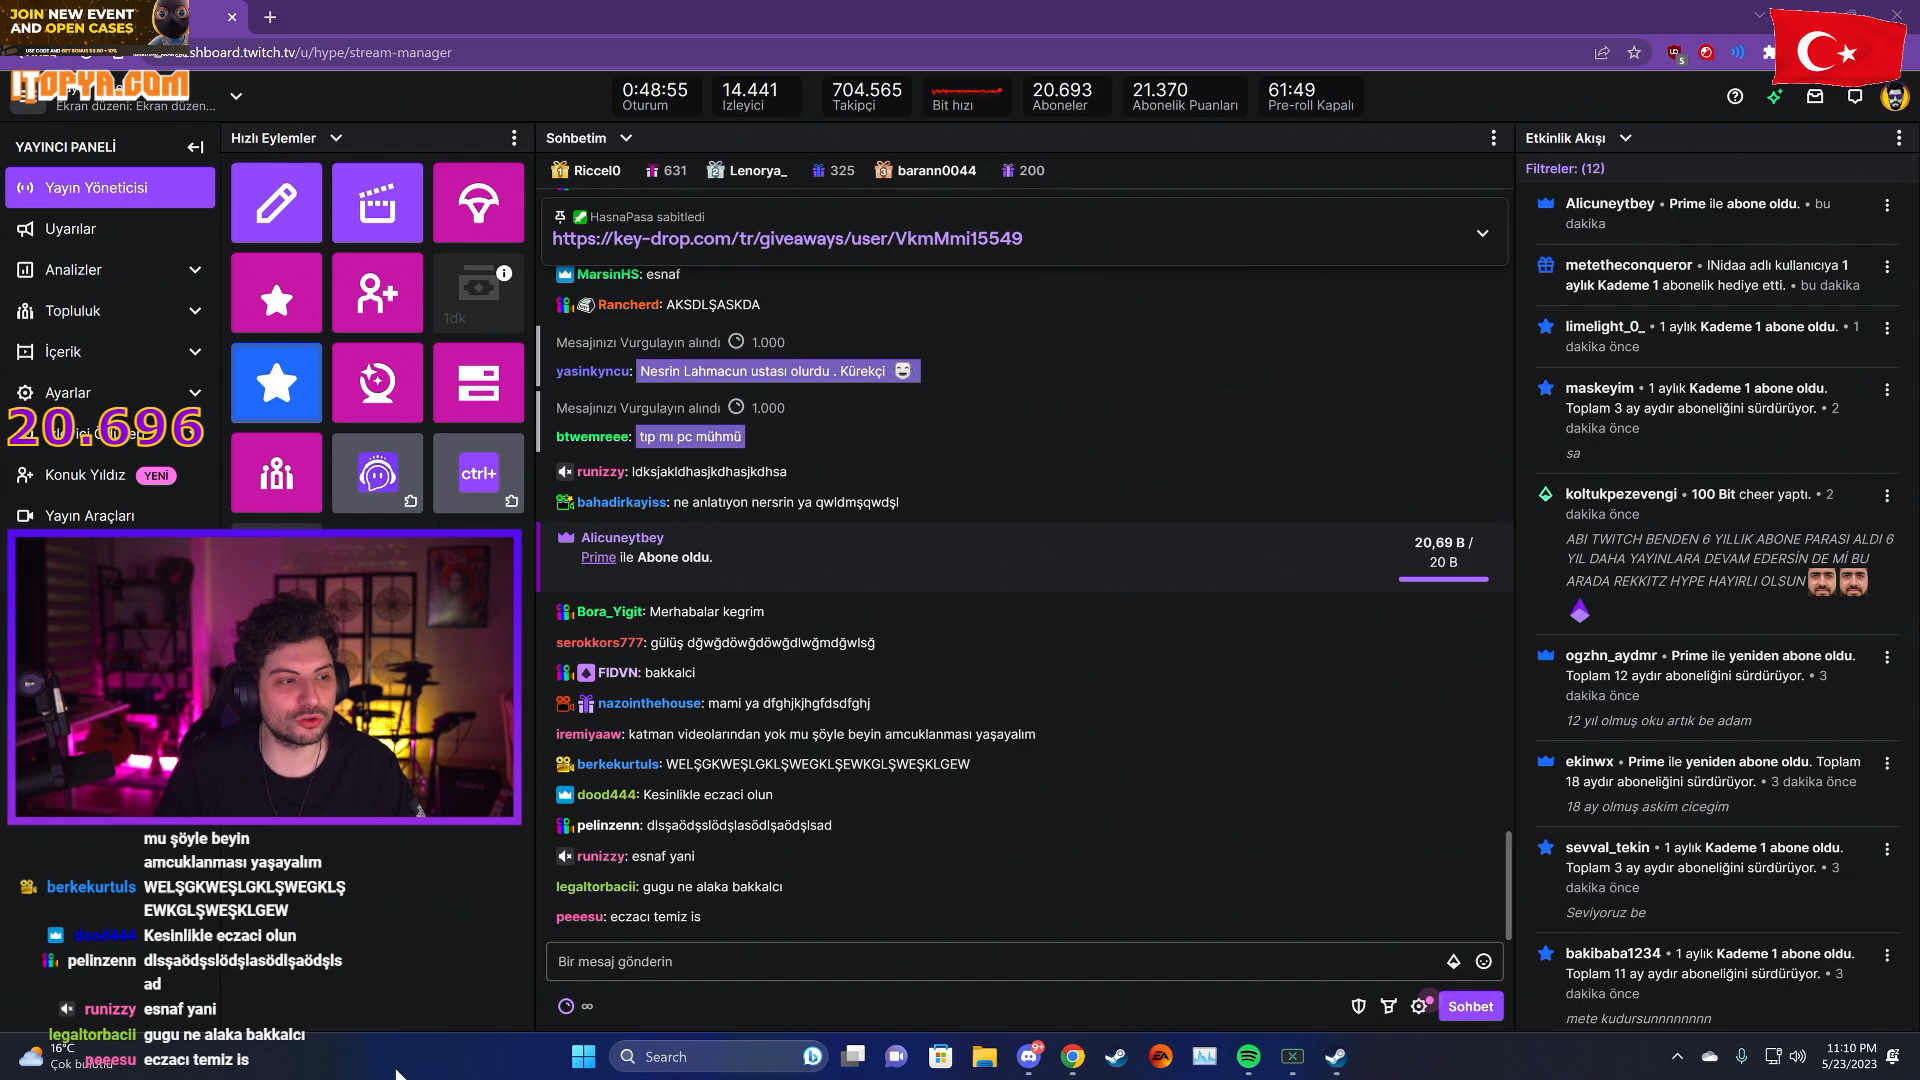 JOIN NEW EVENT
AND OPEN CASES
shboard.twitch.tv/u/hype/stream-manager
İTOPYA.COM
Ekran düzeni: Ekran düzen...
0:48:55
Oturum
14.441
İzleyici
704.565
Takipçi
Bit hızı
20.693
Aboneler
21.370
Abonelik Puanları
61:49
Pre-roll Kapalı
YAYINCI PANELİ
Yayın Yöneticisi
Uyarılar
Analizler
Topluluk
İçerik
Ayarlar
20.696
Konuk Yıldız YENİ
Yayın Araçları
Hızlı Eylemler
1dk
ctrl+
Sohbetim
Riccel0 631 Lenorya_ 325 barann0044 200
HasnaPasa sabitledi
https://key-drop.com/tr/giveaways/user/VkmMmi15549
MarsinHS: esnaf
Rancherd: AKSDLŞASKDA
Mesajınızı Vurgulayın alındı 1.000
yasinkyncu: Nesrin Lahmacun ustası olurdu . Kürekçi
Mesajınızı Vurgulayın alındı 1.000
btwemreee: tıp mı pc mühmü
runizzy: ldksjakldhasjkdhasjkdhsa
bahadirkayiss: ne anlatıyon nersrin ya qwldmşqwdşl
Alicuneytbey
Prime ile Abone oldu.
20,69 B /
20 B
Bora_Yigit: Merhabalar kegrim
serokkors777: gülüş dğwğdöwğdöwğdlwğmdğwlsğ
FIDVN: bakkalci
nazointhehouse: mami ya dfghjkjhgfdsdfghj
iremiyaaw: katman videolarından yok mu şöyle beyin amcuklanması yaşayalım
berkekurtuls: WELŞGKWEŞLGKLŞWEGKLŞEWKGLŞWEŞKLGEW
dood444: Kesinlikle eczaci olun
pelinzenn: dlsşaödşslödşlasödlşaödşlsad
runizzy: esnaf yani
legaltorbacii: gugu ne alaka bakkalcı
peeesu: eczacı temiz is
Bir mesaj gönderin
Sohbet
Etkinlik Akışı
Filtreler: (12)
Alicuneytbey • Prime ile abone oldu. • bu
dakika
metetheconqueror • INidaa adlı kullanıcıya 1
aylık Kademe 1 abonelik hediye etti. • bu dakika
limelight_0_ • 1 aylık Kademe 1 abone oldu. • 1
dakika önce
maskeyim • 1 aylık Kademe 1 abone oldu.
Toplam 3 ay aydır aboneliğini sürdürüyor. • 2
dakika önce
sa
koltukpezevengi • 100 Bit cheer yaptı. • 2
dakika önce
ABI TWITCH BENDEN 6 YILLIK ABONE PARASI ALDI 6
YIL DAHA YAYINLARA DEVAM EDERSİN DE Mİ BU
ARADA REKKITZ HYPE HAYIRLI OLSUN
ogzhn_aydmr • Prime ile yeniden abone oldu.
Toplam 12 aydır aboneliğini sürdürüyor. • 3
dakika önce
12 yıl olmuş oku artık be adam
ekinwx • Prime ile yeniden abone oldu. Toplam
18 aydır aboneliğini sürdürüyor. • 3 dakika önce
18 ay olmuş askim cicegim
sevval_tekin • 1 aylık Kademe 1 abone oldu.
Toplam 3 ay aydır aboneliğini sürdürüyor. • 3
dakika önce
Seviyoruz be
bakibaba1234 • 1 aylık Kademe 1 abone oldu.
Toplam 11 ay aydır aboneliğini sürdürüyor. • 3
dakika önce
mete kudursunnnnnnnn
mu şöyle beyin
amcuklanması yaşayalım
berkekurtuls WELŞGKWEŞLGKLŞWEGKLŞ
EWKGLŞWEŞKLGEW
dood444 Kesinlikle eczaci olun
pelinzenn dlsşaödşslödşlasödlşaödşls
ad
runizzy esnaf yani
legaltorbacii gugu ne alaka bakkalcı
peeesu eczacı temiz is
16°C
Çok bulutlu
Search
9+
11:10 PM
5/23/2023